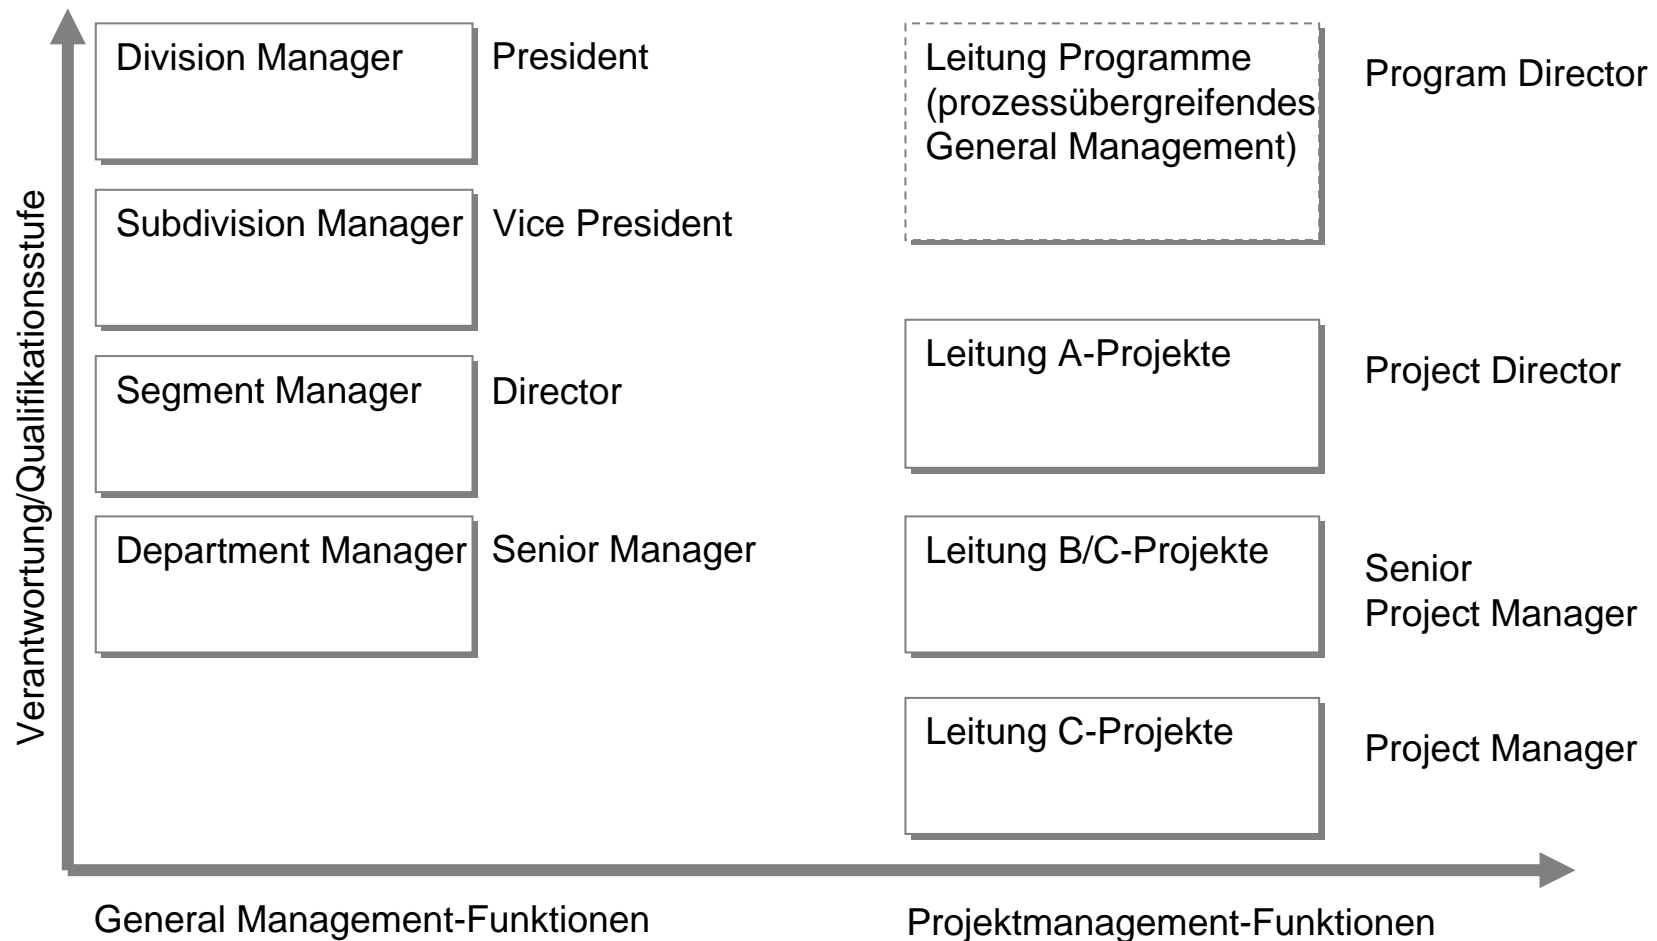 Verantwortung/Qualifikationsstufe
Division Manager
President
Subdivision Manager
Vice President
Segment Manager
Director
Department Manager
Senior Manager
General Management-Funktionen
Leitung Programme
(prozessübergreifendes
General Management)
Program Director
Leitung A-Projekte
Project Director
Leitung B/C-Projekte
Senior
Project Manager
Leitung C-Projekte
Project Manager
Projektmanagement-Funktionen